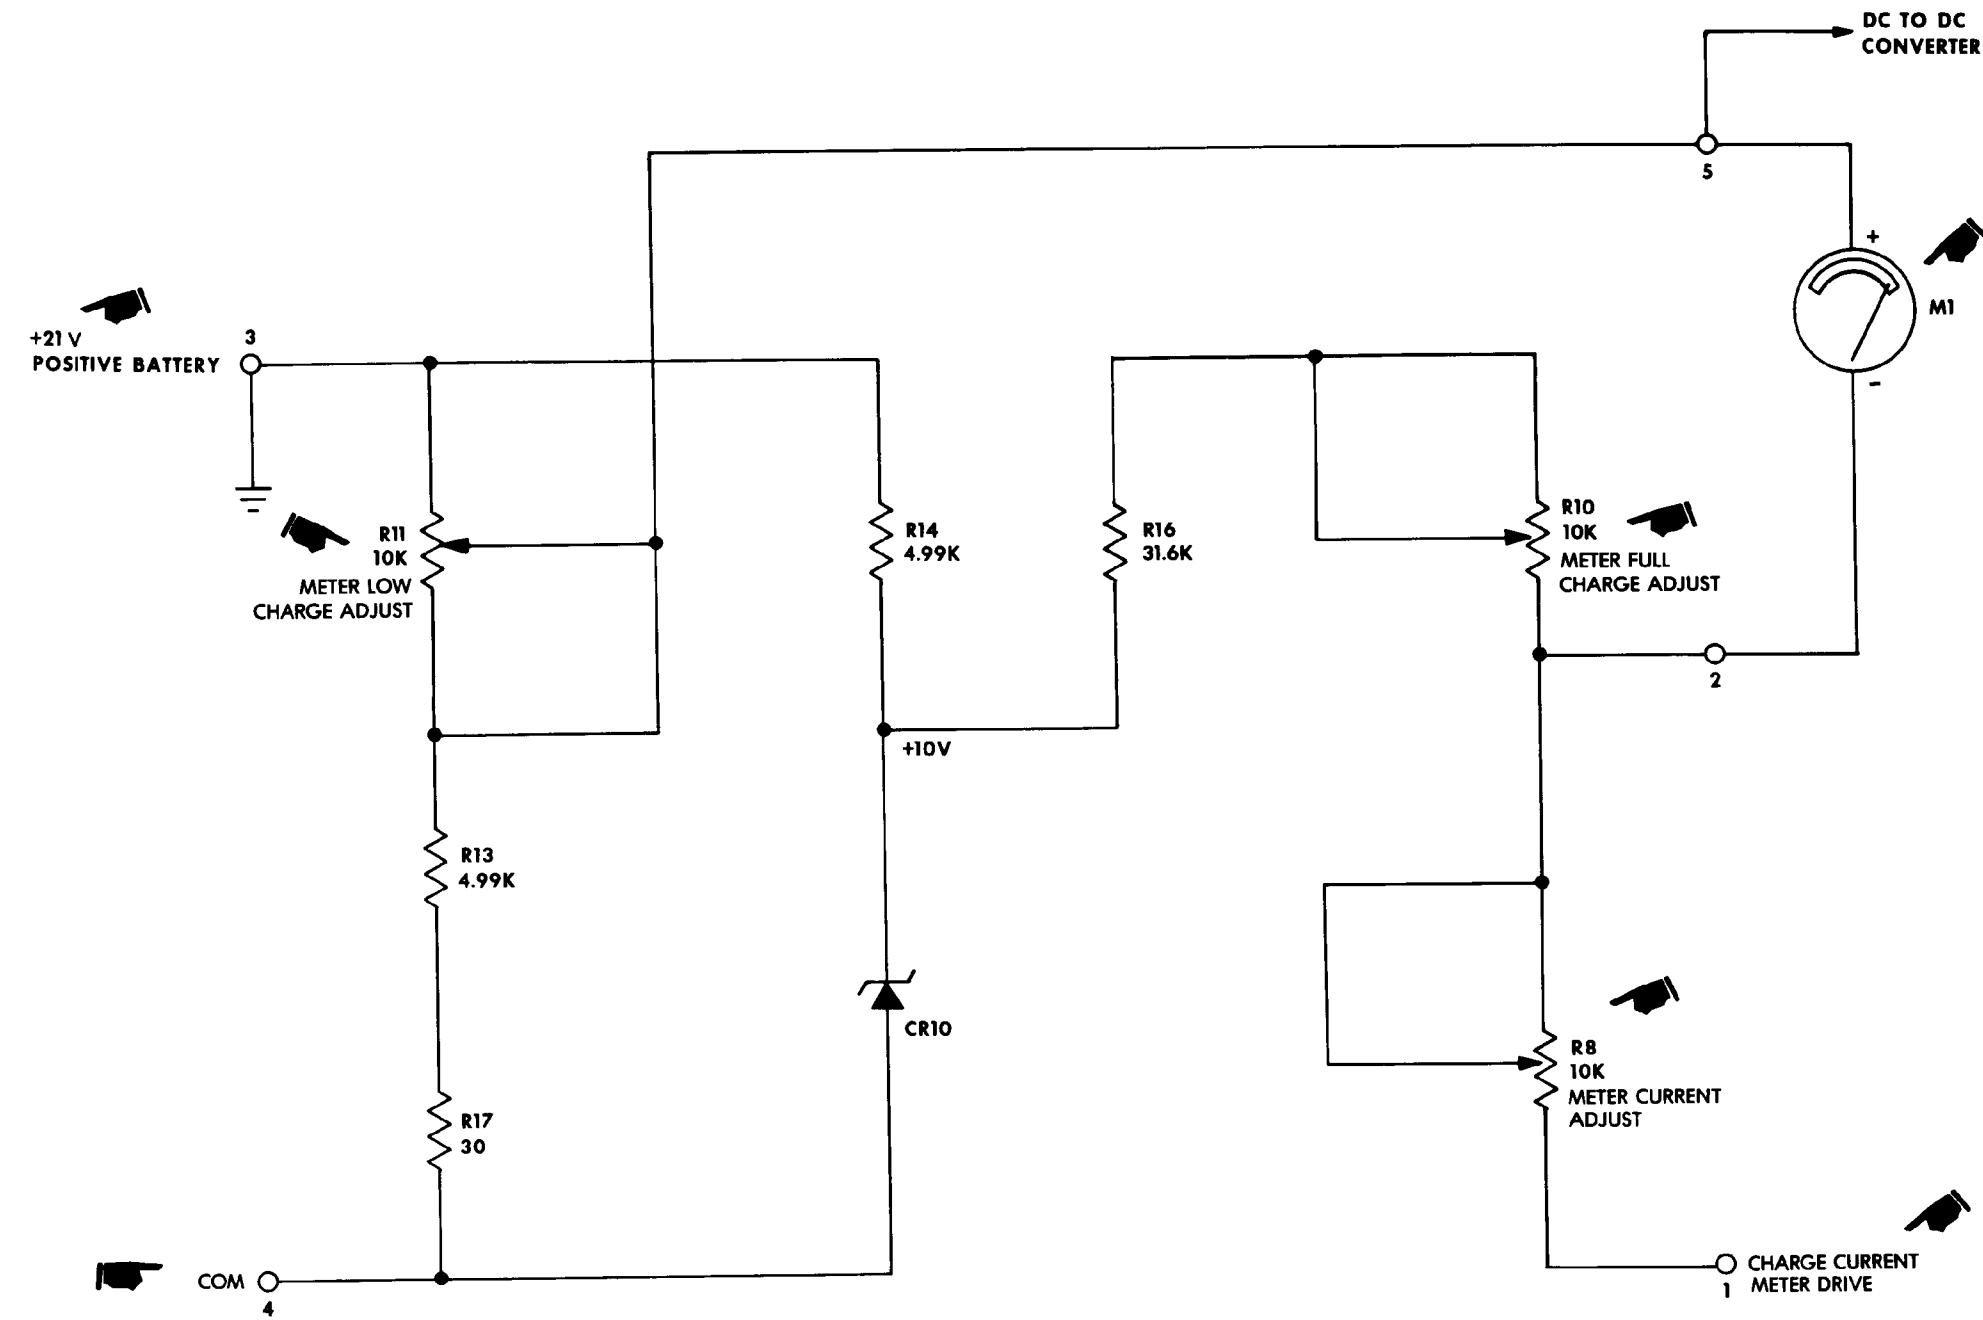 DC TO DC
CONVERTER
5
+
M1
-
+21 V
POSITIVE BATTERY
3
R11
10K
METER LOW
CHARGE ADJUST
R14
4.99K
R16
31.6K
R10
10K
METER FULL
CHARGE ADJUST
2
+10V
R13
4.99K
CR10
R8
10K
METER CURRENT
ADJUST
R17
30
COM
4
1
CHARGE CURRENT
METER DRIVE